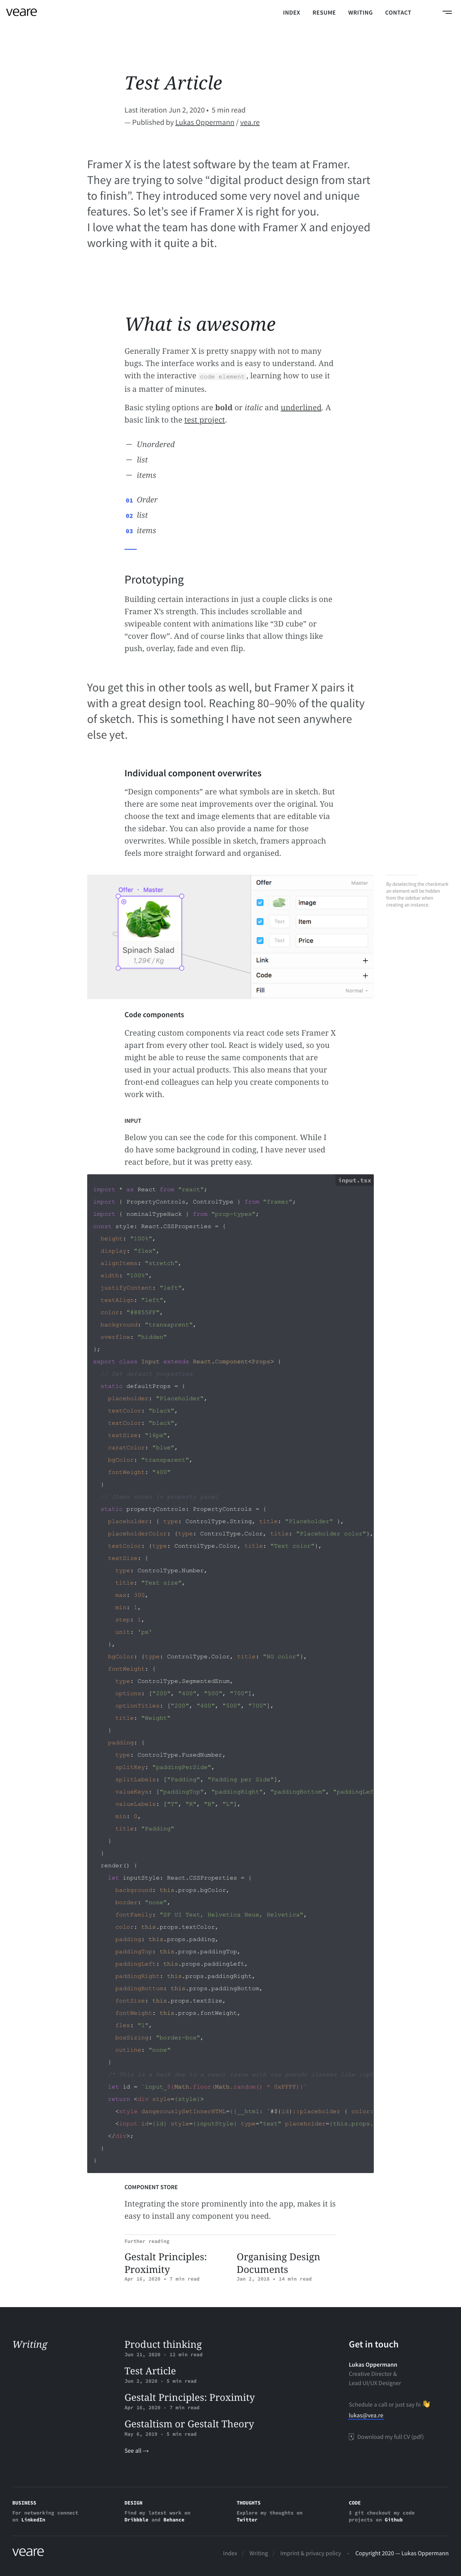 veare
INDEX RESUME WRITING CONTACT
Test Article
Last iteration Jun 2, 2020 • 5 min read
— Published by Lukas Oppermann / vea.re
Framer X is the latest software by the team at Framer.
They are trying to solve “digital product design from start
to finish”. They introduced some very novel and unique
features. So let’s see if Framer X is right for you.
I love what the team has done with Framer X and enjoyed
working with it quite a bit.
What is awesome
Generally Framer X is pretty snappy with not to many
bugs. The interface works and is easy to understand. And
with the interactive code element, learning how to use it
is a matter of minutes.
Basic styling options are bold or italic and underlined. A
basic link to the test project.
— Unordered
— list
— items
01 Order
02 list
03 items
Prototyping
Building certain interactions in just a couple clicks is one
Framer X’s strength. This includes scrollable and
swipeable content with animations like “3D cube” or
“cover flow”. And of course links that allow things like
push, overlay, fade and even flip.
You get this in other tools as well, but Framer X pairs it
with a great design tool. Reaching 80–90% of the quality
of sketch. This is something I have not seen anywhere
else yet.
Individual component overwrites
“Design components” are what symbols are in sketch. But
there are some neat improvements over the original. You
choose the text and image elements that are editable via
the sidebar. You can also provide a name for those
overwrites. While possible in sketch, framers approach
feels more straight forward and organised.
Offer • Master
Spinach Salad
1,29€ / Kg
Offer Master
image
Text Item
Text Price
Link +
Code +
Fill Normal
By deselecting the checkmark
an element will be hidden
from the sidebar when
creating an instance.
Code components
Creating custom components via react code sets Framer X
apart from every other tool. React is widely used, so you
might be able to reuse the same components that are
used in your actual products. This also means that your
front-end colleagues can help you create components to
work with.
INPUT
Below you can see the code for this component. While I
do have some background in coding, I have never used
react before, but it was pretty easy.
input.tsx
import * as React from "react";
import { PropertyControls, ControlType } from "framer";
import { nominalTypeHack } from "prop-types";
const style: React.CSSProperties = {
height: "100%",
display: "flex",
alignItems: "stretch",
width: "100%",
justifyContent: "left",
textAlign: "left",
color: "#8855FF",
background: "transaprent",
overflow: "hidden"
};
export class Input extends React.Component<Props> {
static defaultProps = {
placeholder: "Placeholder",
textColor: "black",
textColor: "black",
textSize: "16px",
caratColor: "blue",
bgColor: "transparent",
fontWeight: "400"
}
static propertyControls: PropertyControls = {
placeholder: { type: ControlType.String, title: "Placeholder" },
placeholderColor: {type: ControlType.Color, title: "Placeholder color"},
textColor: {type: ControlType.Color, title: "Text color"},
textSize: {
type: ControlType.Number,
title: "Text size",
max: 300,
min: 1,
step: 1,
unit: 'px'
},
bgColor: {type: ControlType.Color, title: "BG color"},
fontWeight: {
type: ControlType.SegmentedEnum,
options: ["200", "400", "500", "700"],
optionTitles: ["200", "400", "500", "700"],
title: "Weight"
}
padding: {
type: ControlType.FusedNumber,
splitKey: "paddingPerSide",
splitLabels: ["Padding", "Padding per Side"],
valueKeys: ["paddingTop", "paddingRight", "paddingBottom", "paddingLef
valueLabels: ["T", "R", "B", "L"],
min: 0,
title: "Padding"
}
}
render() {
let inputStyle: React.CSSProperties = {
background: this.props.bgColor,
border: "none",
fontFamily: "SF UI Text, Helvetica Neue, Helvetica",
color: this.props.textColor,
padding: this.props.padding,
paddingTop: this.props.paddingTop,
paddingLeft: this.props.paddingLeft,
paddingRight: this.props.paddingRight,
paddingBottom: this.props.paddingBottom,
fontSize: this.props.textSize,
fontWeight: this.props.fontWeight,
flex: "1",
boxSizing: "border-box",
outline: "none"
}
let id = `input_${Math.floor(Math.random() * 0xFFFF)}`
return <div style={style}>
<style dangerouslySetInnerHTML={{__html: `#${id}::placeholder { color:
<input id={id} style={inputStyle} type="text" placeholder={this.props.
</div>;
}
}
COMPONENT STORE
Integrating the store prominently into the app, makes it is
easy to install any component you need.
Further reading
Gestalt Principles:
Proximity
Apr 16, 2020 • 7 min read
Organising Design
Documents
Jan 2, 2018 • 14 min read
Writing
Product thinking
Jun 21, 2020 · 12 min read
Test Article
Jun 2, 2020 · 5 min read
Gestalt Principles: Proximity
Apr 16, 2020 · 7 min read
Gestaltism or Gestalt Theory
May 6, 2020 · 5 min read
See all →
Get in touch
Lukas Oppermann
Creative Director &
Lead UI/UX Designer
Schedule a call or just say hi 👋
lukas@vea.re
Download my full CV (pdf)
BUSINESS
For networking connect
on LinkedIn
DESIGN
Find my latest work on
Dribbble and Behance
THOUGHTS
Explore my thoughts on
Twitter
CODE
$ git checkout my code
projects on Github
veare
Index / Writing / Imprint & privacy policy • Copyright 2020 — Lukas Oppermann